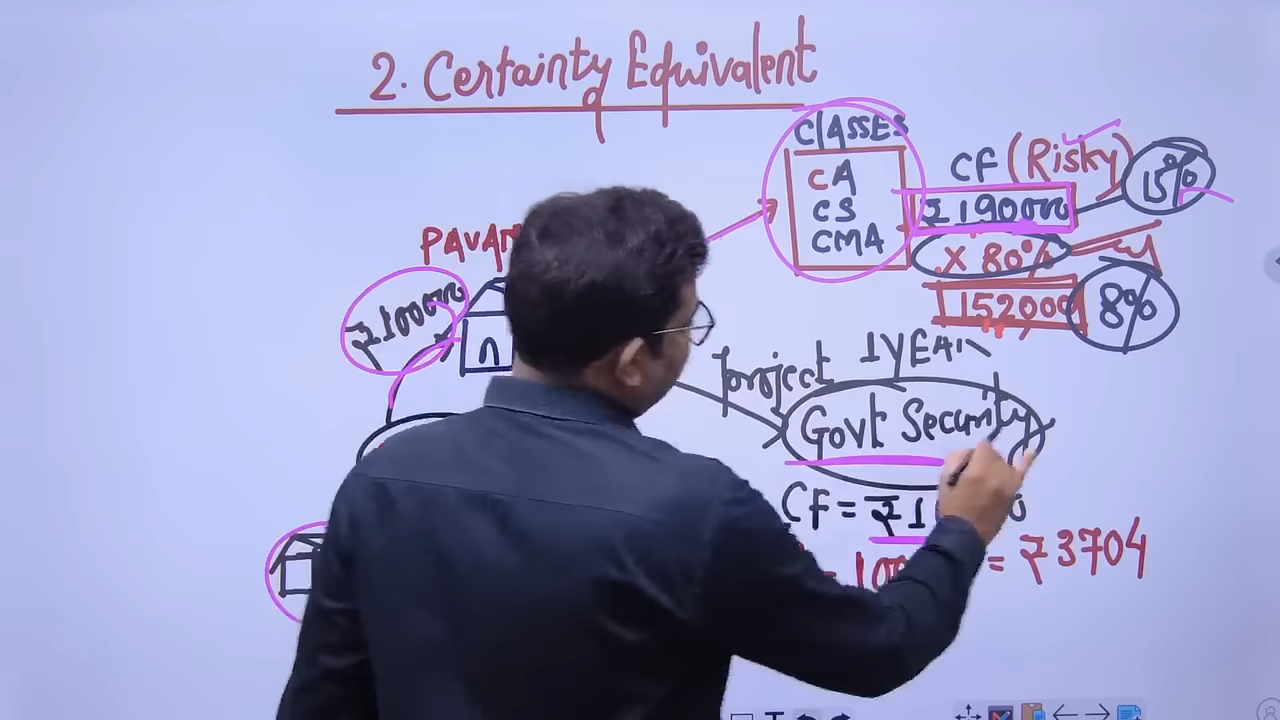 2. Certainty Equivalent
CLASSES
CA
CS
CMA
CF (Risky)
₹190000
15%
X 80%
152000
8%
₹100000
Project 1YEAR
Govt Security
CF = ₹1
= ₹3704